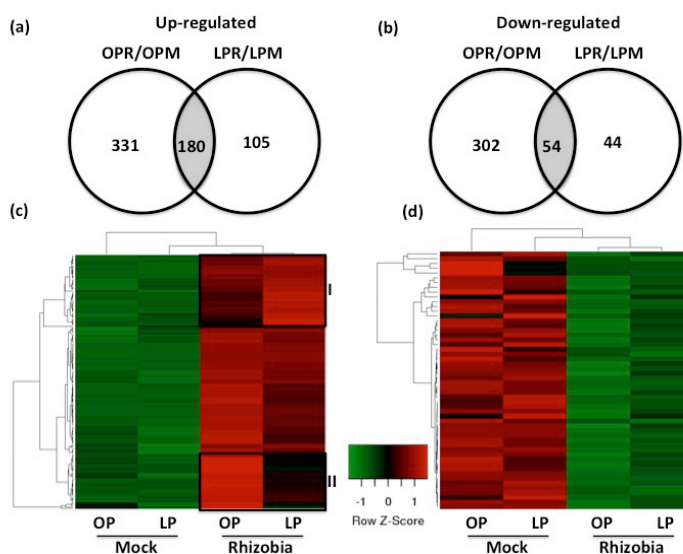 (a)
Up-regulated
OPR/OPM
LPR/LPM
331
180
105
(b)
Down-regulated
OPR/OPM
LPR/LPM
302
54
44
(c)
I
II
OP
LP
OP
LP
Mock
Rhizobia
-1
0
1
Row Z-Score
(d)
OP
LP
OP
LP
Mock
Rhizobia